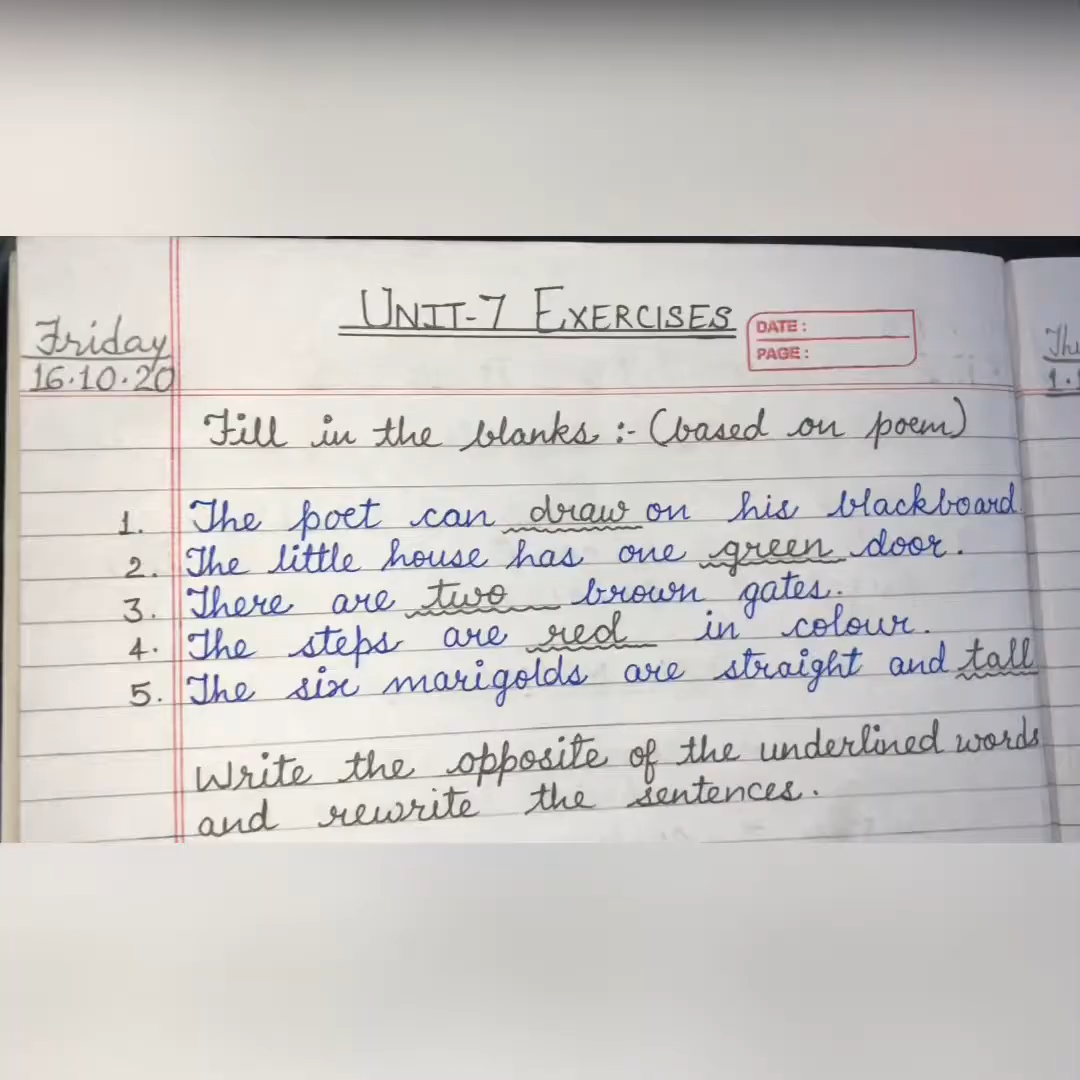 UNIT-7 EXERCISES
DATE:
PAGE:
Friday
16.10.20
Fill in the blanks :- (based on poem)
1. The poet can draw on his blackboard.
2. The little house has one green door.
3. There are two brown gates.
4. The steps are red in colour.
5. The six marigolds are straight and tall
Write the opposite of the underlined words
and rewrite the sentences.